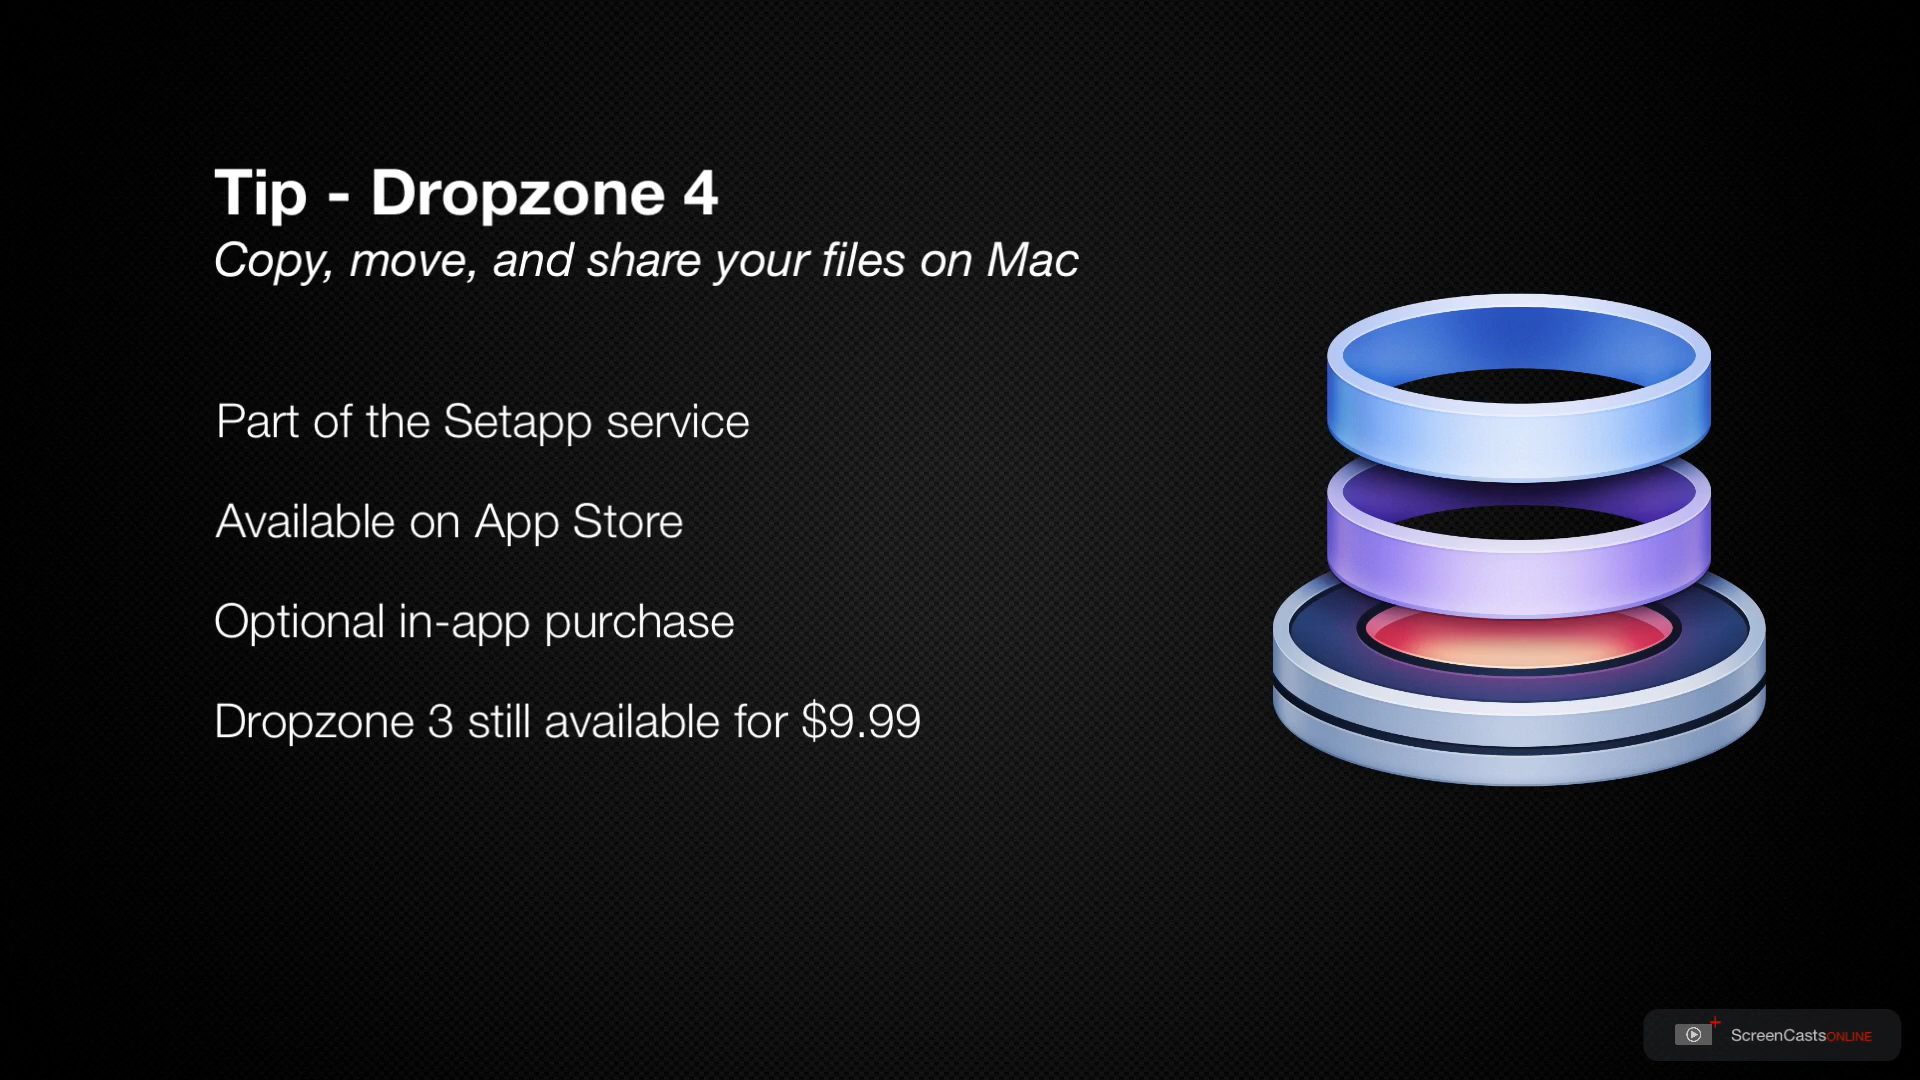 Tip - Dropzone 4
Copy, move, and share your files on Mac
Part of the Setapp service
Available on App Store
Optional in-app purchase
Dropzone 3 still available for $9.99
ScreenCastsONLINE